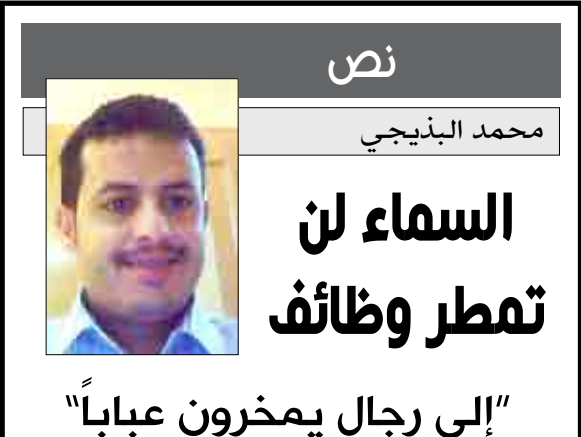 نص
محمد البذيجي
السماء لن
تمطر وظائف
"إلى رجال يمخرون عباباً"